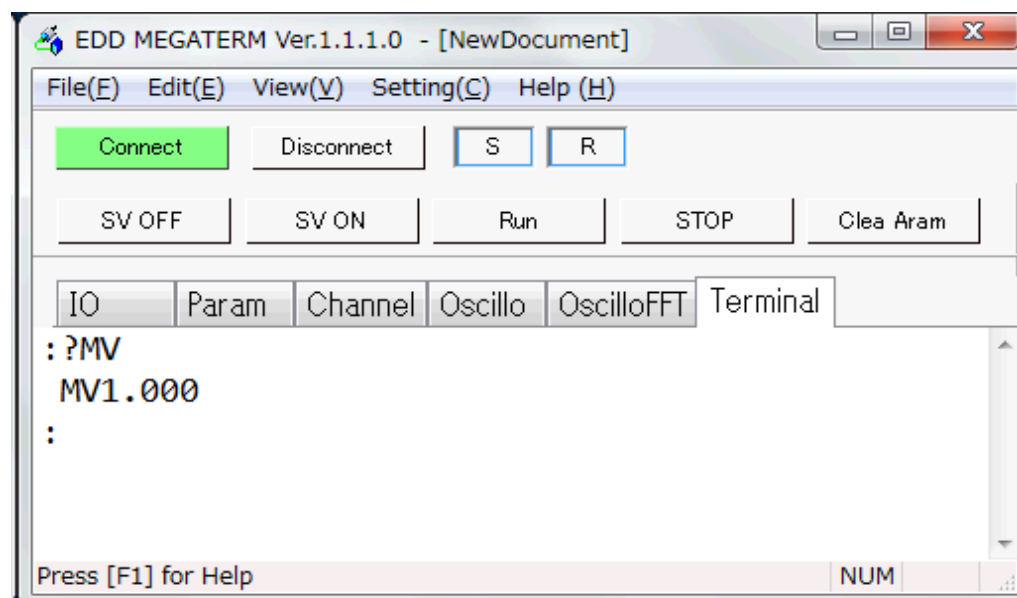 EDD MEGATERM Ver.1.1.1.0 - [NewDocument]
File(F) Edit(E) View(V) Setting(C) Help (H)
Connect Disconnect S R
SV OFF SV ON Run STOP Clea Aram
IO Param Channel Oscillo OscilloFFT Terminal
:?MV
MV1.000
:
Press [F1] for Help NUM